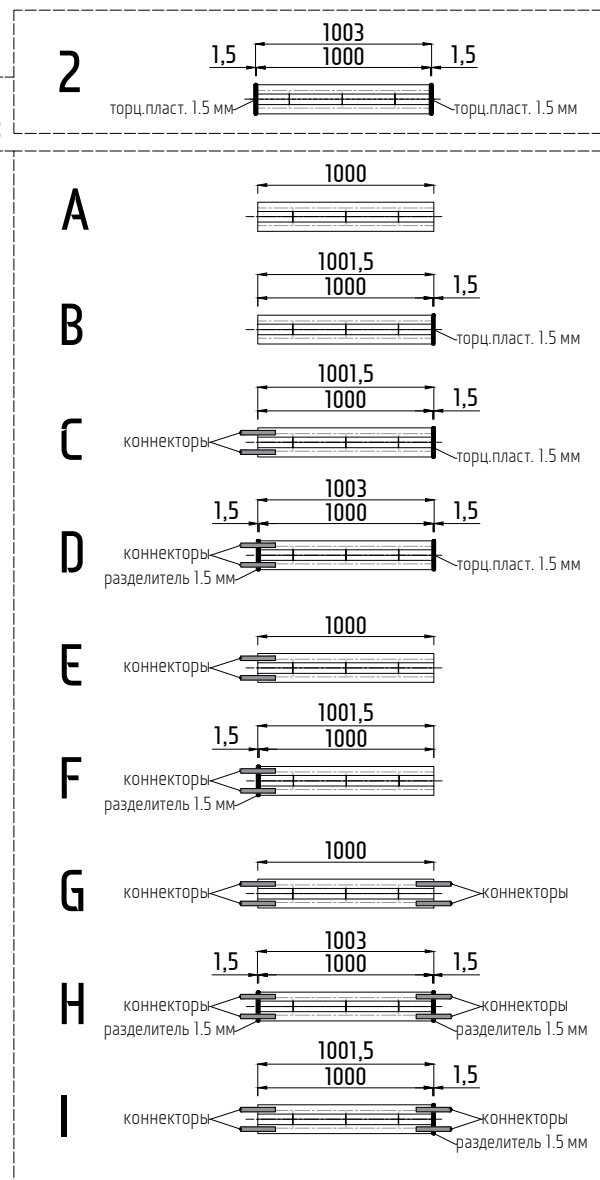 2
1003
1,5 1000 1,5
торц.пласт. 1.5 мм торц.пласт. 1.5 мм
A
1000
B
1001,5
1000 1,5
торц.пласт. 1.5 мм
C
1001,5
1000 1,5
коннекторы
торц.пласт. 1.5 мм
D
1003
1,5 1000 1,5
коннекторы
разделитель 1.5 мм торц.пласт. 1.5 мм
E
1000
коннекторы
F
1001,5
1,5 1000
коннекторы
разделитель 1.5 мм
G
1000
коннекторы коннекторы
H
1003
1,5 1000 1,5
коннекторы коннекторы
разделитель 1.5 мм разделитель 1.5 мм
I
1001,5
1000 1,5
коннекторы коннекторы
разделитель 1.5 мм